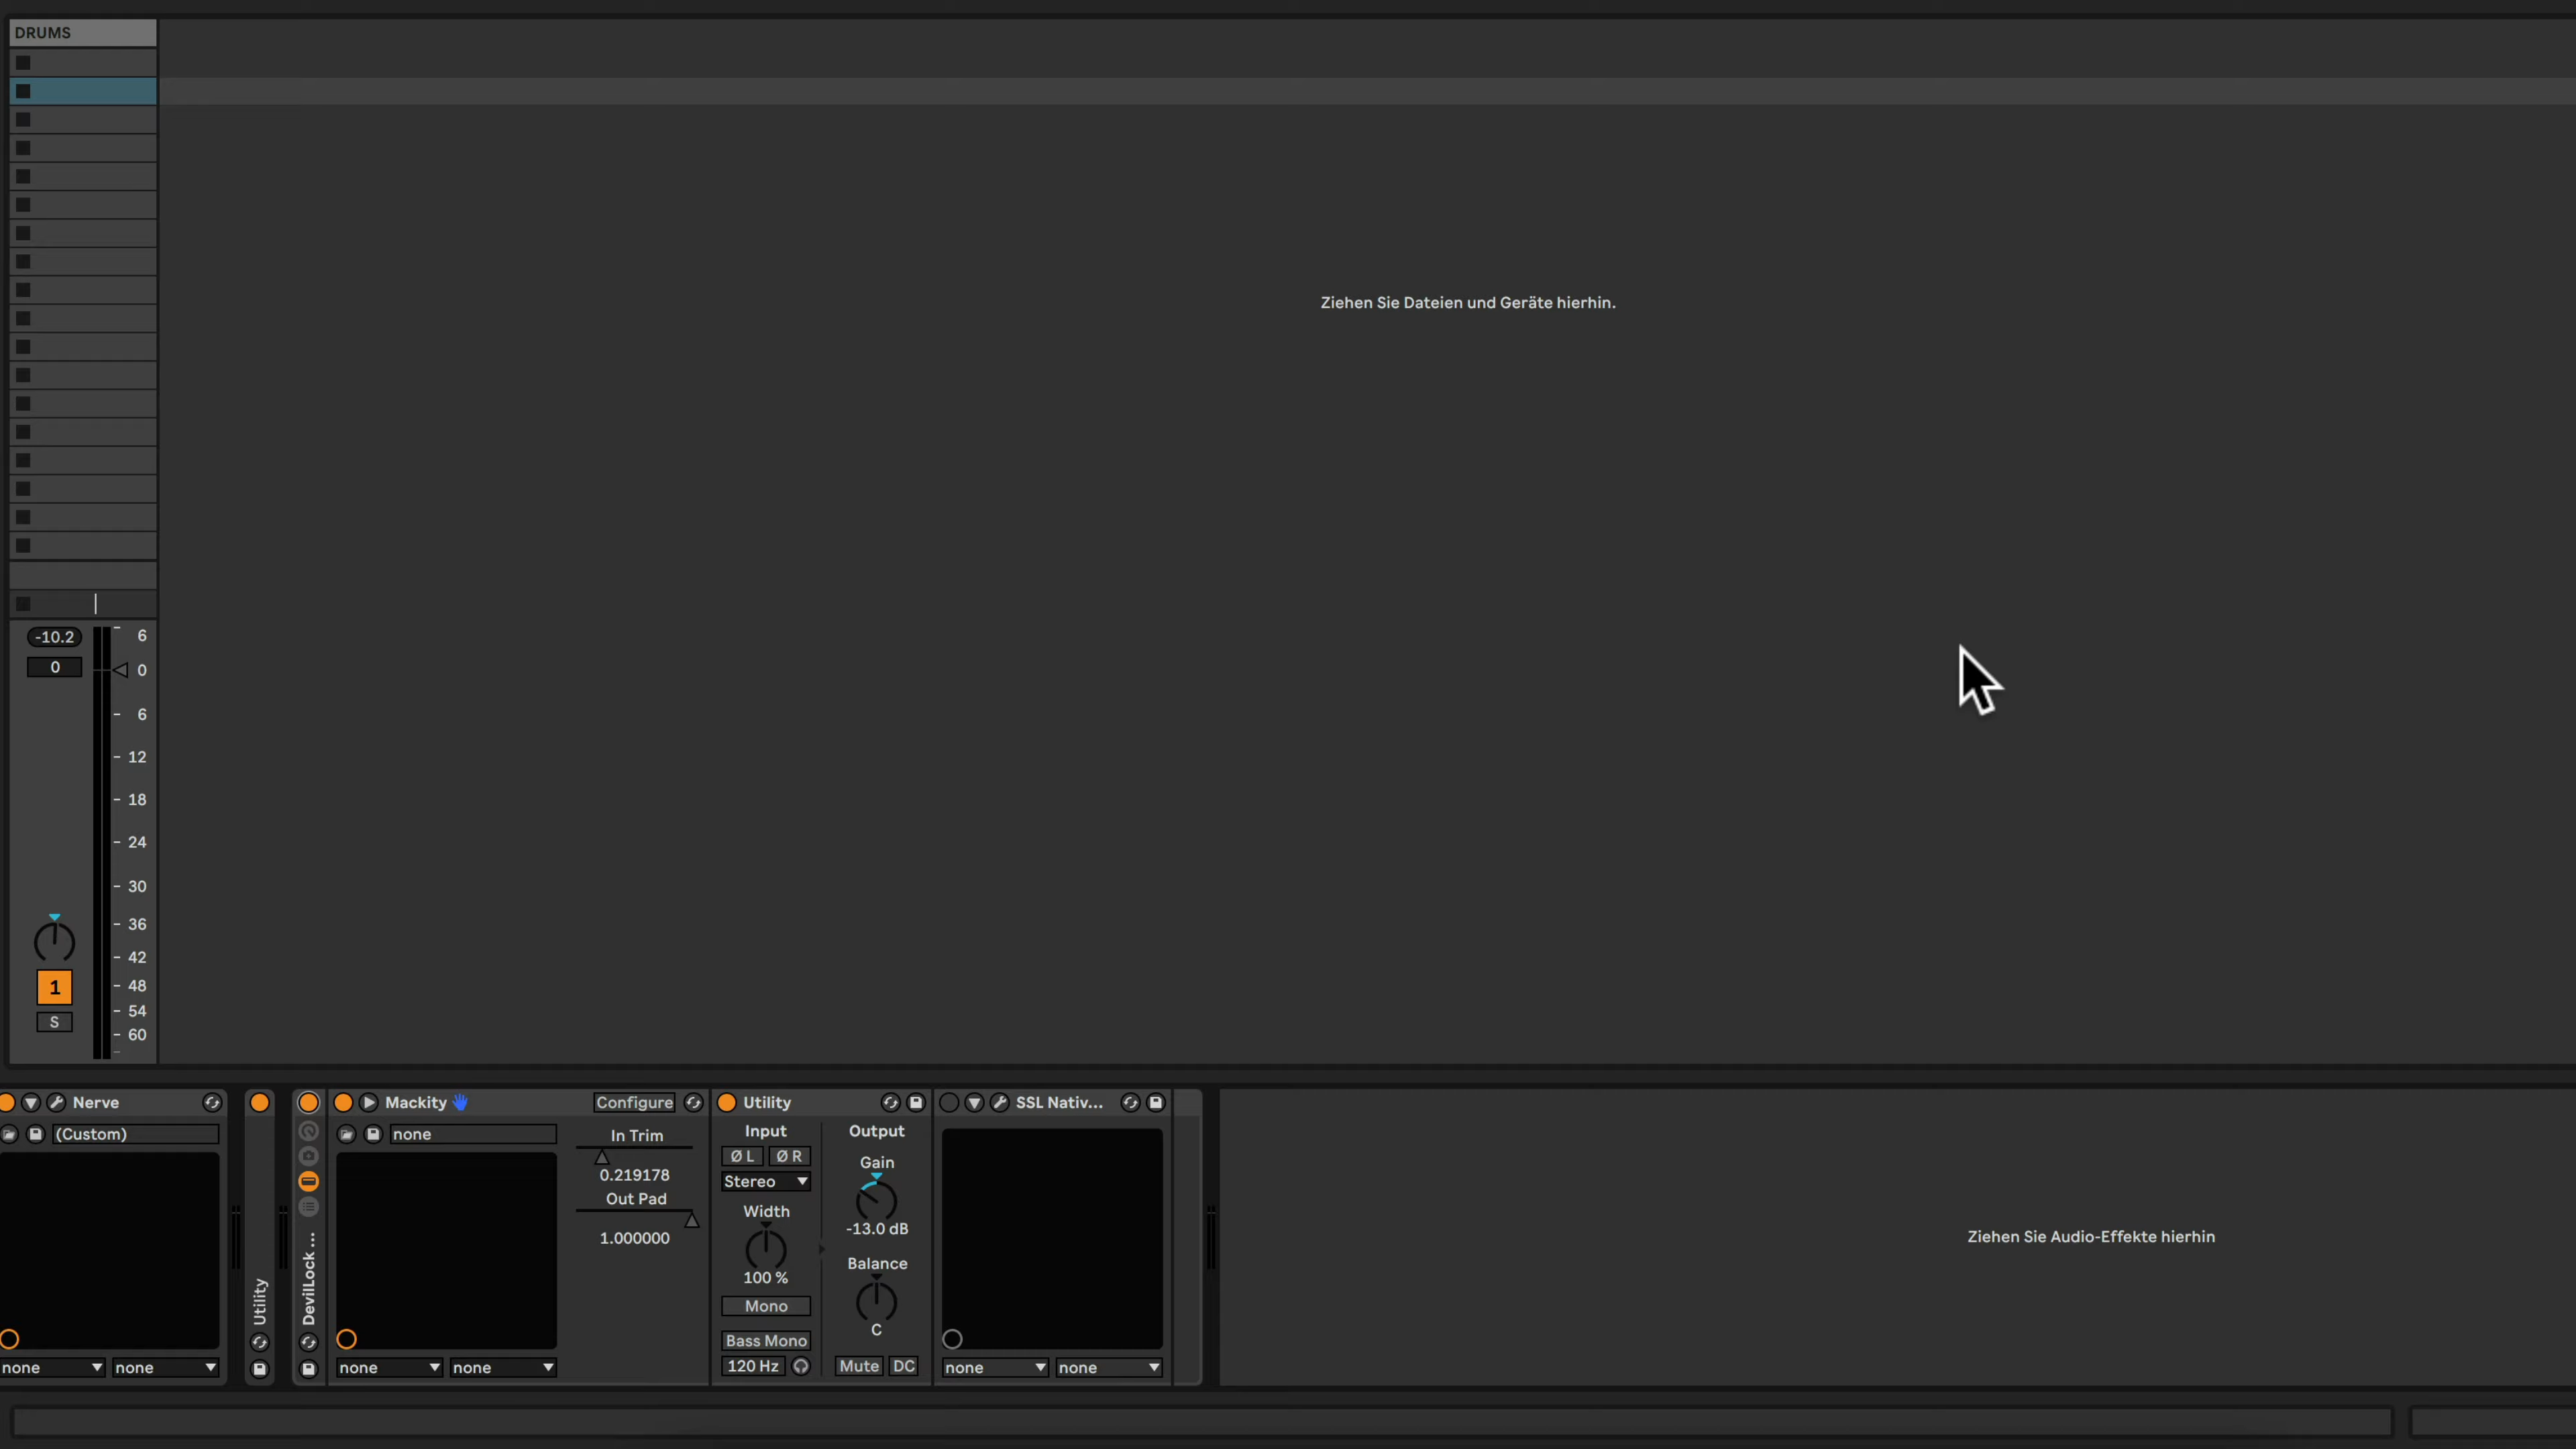 DRUMS
Ziehen Sie Dateien und Geräte hierhin.
-10.2
0
6
0
6
12
18
24
30
36
42
48
54
60
1
S
Nerve
(Custom)
none
none
Utility
DevilLock ...
Mackity
Configure
none
In Trim
0.219178
Out Pad
1.000000
none
none
Utility
Input
Output
Ø L
Ø R
Gain
Stereo
Width
-13.0 dB
Balance
100 %
Mono
C
Bass Mono
120 Hz
Mute
DC
SSL Nativ...
none
none
Ziehen Sie Audio-Effekte hierhin